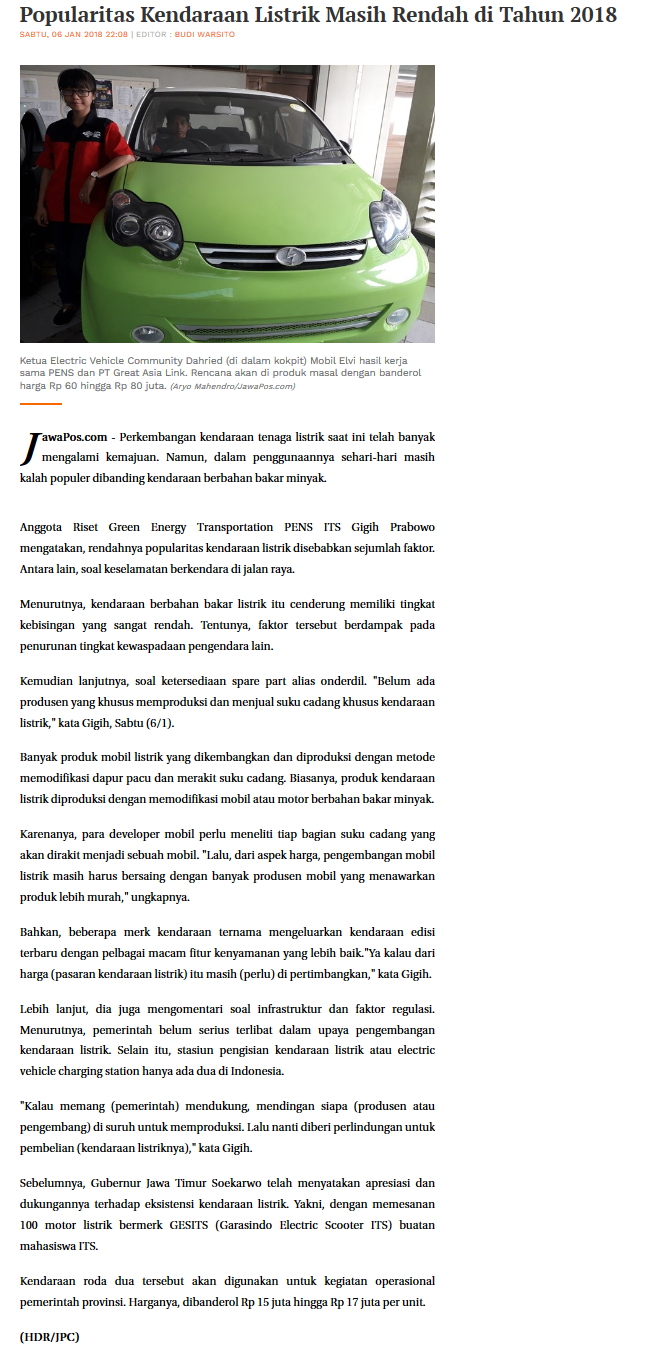 Popularitas Kendaraan Listrik Masih Rendah di Tahun 2018
SABTU, 06 JAN 2018 22:08 | EDITOR : BUDI WARSITO
Ketua Electric Vehicle Community Dahried (di dalam kokpit) Mobil Elvi hasil kerja
sama PENS dan PT Great Asia Link. Rencana akan di produk masal dengan banderol
harga Rp 60 hingga Rp 80 juta. (Aryo Mahendro/JawaPos.com)
JawaPos.com - Perkembangan kendaraan tenaga listrik saat ini telah banyak
mengalami kemajuan. Namun, dalam penggunaannya sehari-hari masih
kalah populer dibanding kendaraan berbahan bakar minyak.
Anggota Riset Green Energy Transportation PENS ITS Gigih Prabowo
mengatakan, rendahnya popularitas kendaraan listrik disebabkan sejumlah faktor.
Antara lain, soal keselamatan berkendara di jalan raya.
Menurutnya, kendaraan berbahan bakar listrik itu cenderung memiliki tingkat
kebisingan yang sangat rendah. Tentunya, faktor tersebut berdampak pada
penurunan tingkat kewaspadaan pengendara lain.
Kemudian lanjutnya, soal ketersediaan spare part alias onderdil. "Belum ada
produsen yang khusus memproduksi dan menjual suku cadang khusus kendaraan
listrik," kata Gigih, Sabtu (6/1).
Banyak produk mobil listrik yang dikembangkan dan diproduksi dengan metode
memodifikasi dapur pacu dan merakit suku cadang. Biasanya, produk kendaraan
listrik diproduksi dengan memodifikasi mobil atau motor berbahan bakar minyak.
Karenanya, para developer mobil perlu meneliti tiap bagian suku cadang yang
akan dirakit menjadi sebuah mobil. "Lalu, dari aspek harga, pengembangan mobil
listrik masih harus bersaing dengan banyak produsen mobil yang menawarkan
produk lebih murah," ungkapnya.
Bahkan, beberapa merk kendaraan ternama mengeluarkan kendaraan edisi
terbaru dengan pelbagai macam fitur kenyamanan yang lebih baik."Ya kalau dari
harga (pasaran kendaraan listrik) itu masih (perlu) di pertimbangkan," kata Gigih.
Lebih lanjut, dia juga mengomentari soal infrastruktur dan faktor regulasi.
Menurutnya, pemerintah belum serius terlibat dalam upaya pengembangan
kendaraan listrik. Selain itu, stasiun pengisian kendaraan listrik atau electric
vehicle charging station hanya ada dua di Indonesia.
"Kalau memang (pemerintah) mendukung, mendingan siapa (produsen atau
pengembang) di suruh untuk memproduksi. Lalu nanti diberi perlindungan untuk
pembelian (kendaraan listriknya)," kata Gigih.
Sebelumnya, Gubernur Jawa Timur Soekarwo telah menyatakan apresiasi dan
dukungannya terhadap eksistensi kendaraan listrik. Yakni, dengan memesanan
100 motor listrik bermerk GESITS (Garasindo Electric Scooter ITS) buatan
mahasiswa ITS.
Kendaraan roda dua tersebut akan digunakan untuk kegiatan operasional
pemerintah provinsi. Harganya, dibanderol Rp 15 juta hingga Rp 17 juta per unit.
(HDR/JPC)